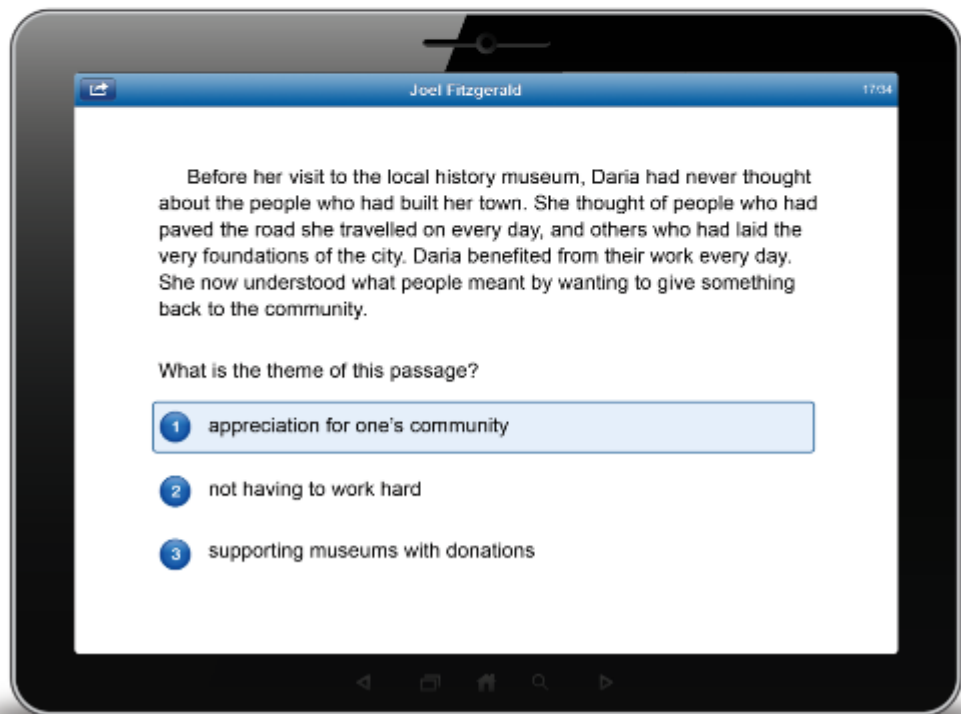 Joel Fitzgerald
17/34
Before her visit to the local history museum, Daria had never thought
about the people who had built her town. She thought of people who had
paved the road she travelled on every day, and others who had laid the
very foundations of the city. Daria benefited from their work every day.
She now understood what people meant by wanting to give something
back to the community.
What is the theme of this passage?
1 appreciation for one's community
2 not having to work hard
3 supporting museums with donations